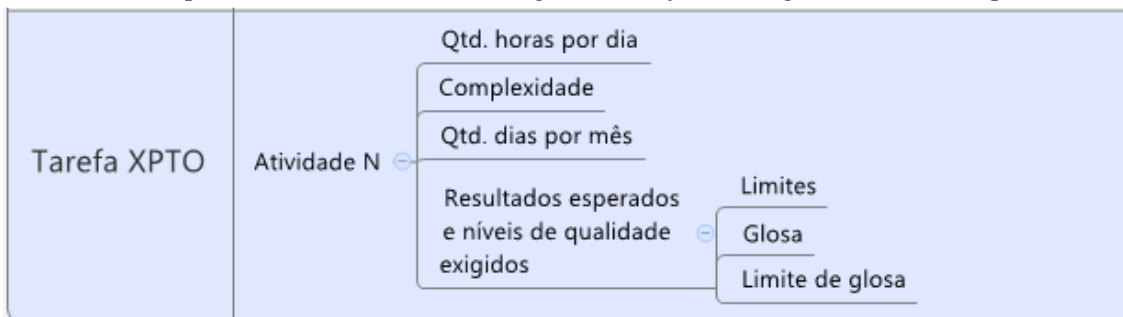 Qtd. horas por dia
Complexidade
Qtd. dias por mês
Tarefa XPTO
Atividade N
Resultados esperados
e níveis de qualidade
exigidos
Limites
Glosa
Limite de glosa